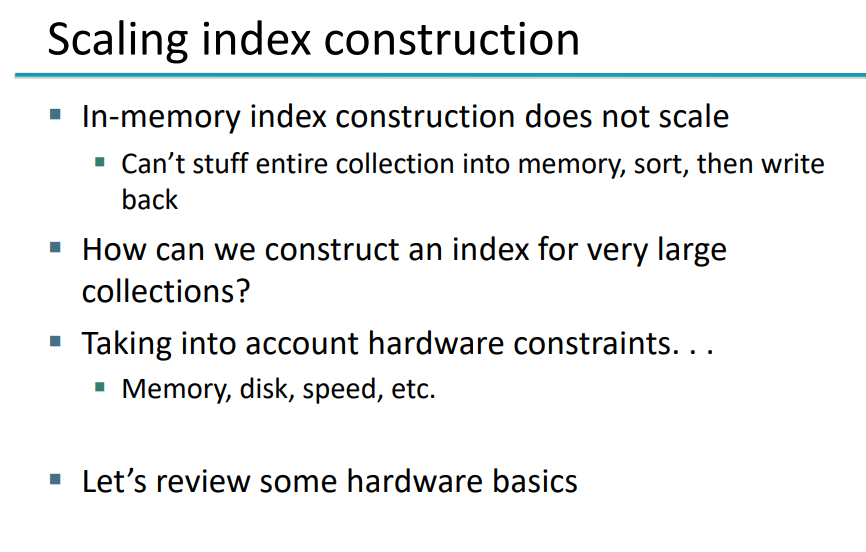 Scaling index construction
In-memory index construction does not scale
Can’t stuff entire collection into memory, sort, then write
back
How can we construct an index for very large
collections?
Taking into account hardware constraints. . .
Memory, disk, speed, etc.
Let’s review some hardware basics